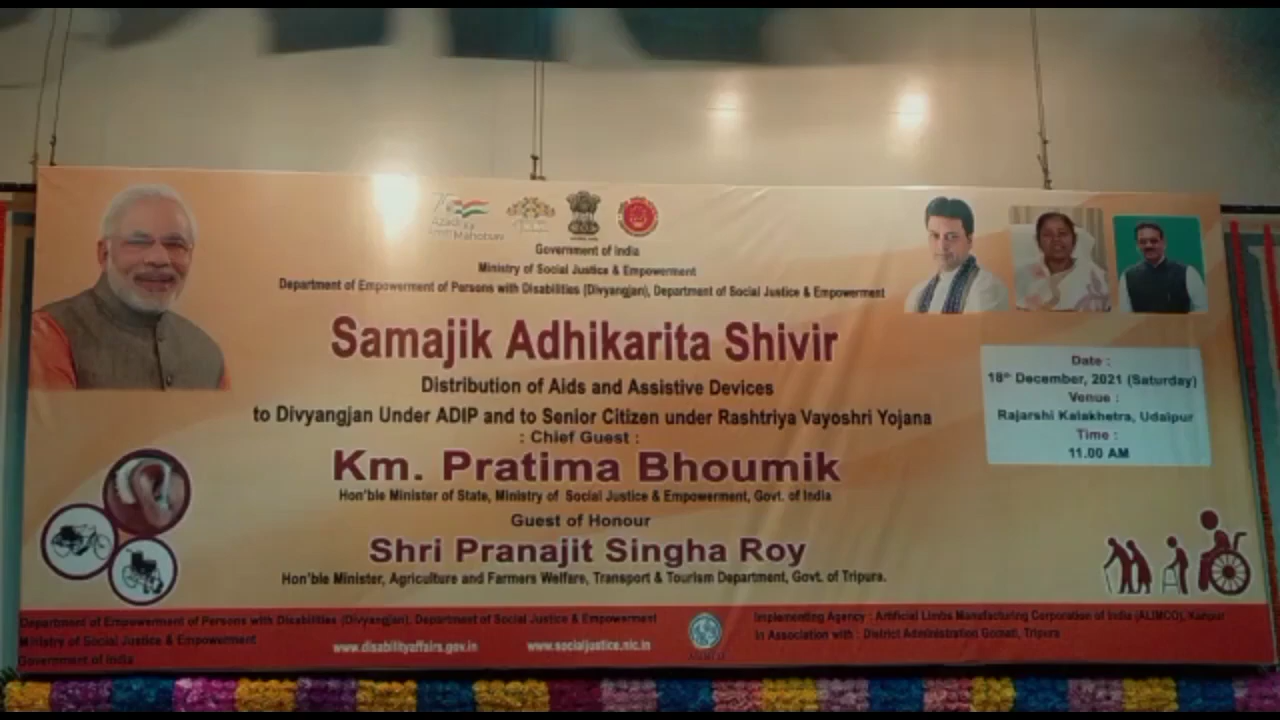 75
Azadi Ka
Amrit Mahotsav
Government of India
Ministry of Social Justice & Empowerment
Department of Empowerment of Persons with Disabilities (Divyangjan), Department of Social Justice & Empowerment
Samajik Adhikarita Shivir
Distribution of Aids and Assistive Devices
to Divyangjan Under ADIP and to Senior Citizen under Rashtriya Vayoshri Yojana
: Chief Guest :
Km. Pratima Bhoumik
Hon'ble Minister of State, Ministry of Social Justice & Empowerment, Govt. of India
Guest of Honour
Shri Pranajit Singha Roy
Hon'ble Minister, Agriculture and Farmers Welfare, Transport & Tourism Department, Govt. of Tripura.
Date :
18th December, 2021 (Saturday)
Venue :
Rajarshi Kalakhetra, Udaipur
Time :
11.00 AM
Department of Empowerment of Persons with Disabilities (Divyangjan), Department of Social Justice & Empowerment
Ministry of Social Justice & Empowerment
Government of India
www.disabilityaffairs.gov.in
www.socialjustice.nic.in
Implementing Agency : Artificial Limbs Manufacturing Corporation of India (ALIMCO), Kanpur
In Association with : District Administration Gomati, Tripura